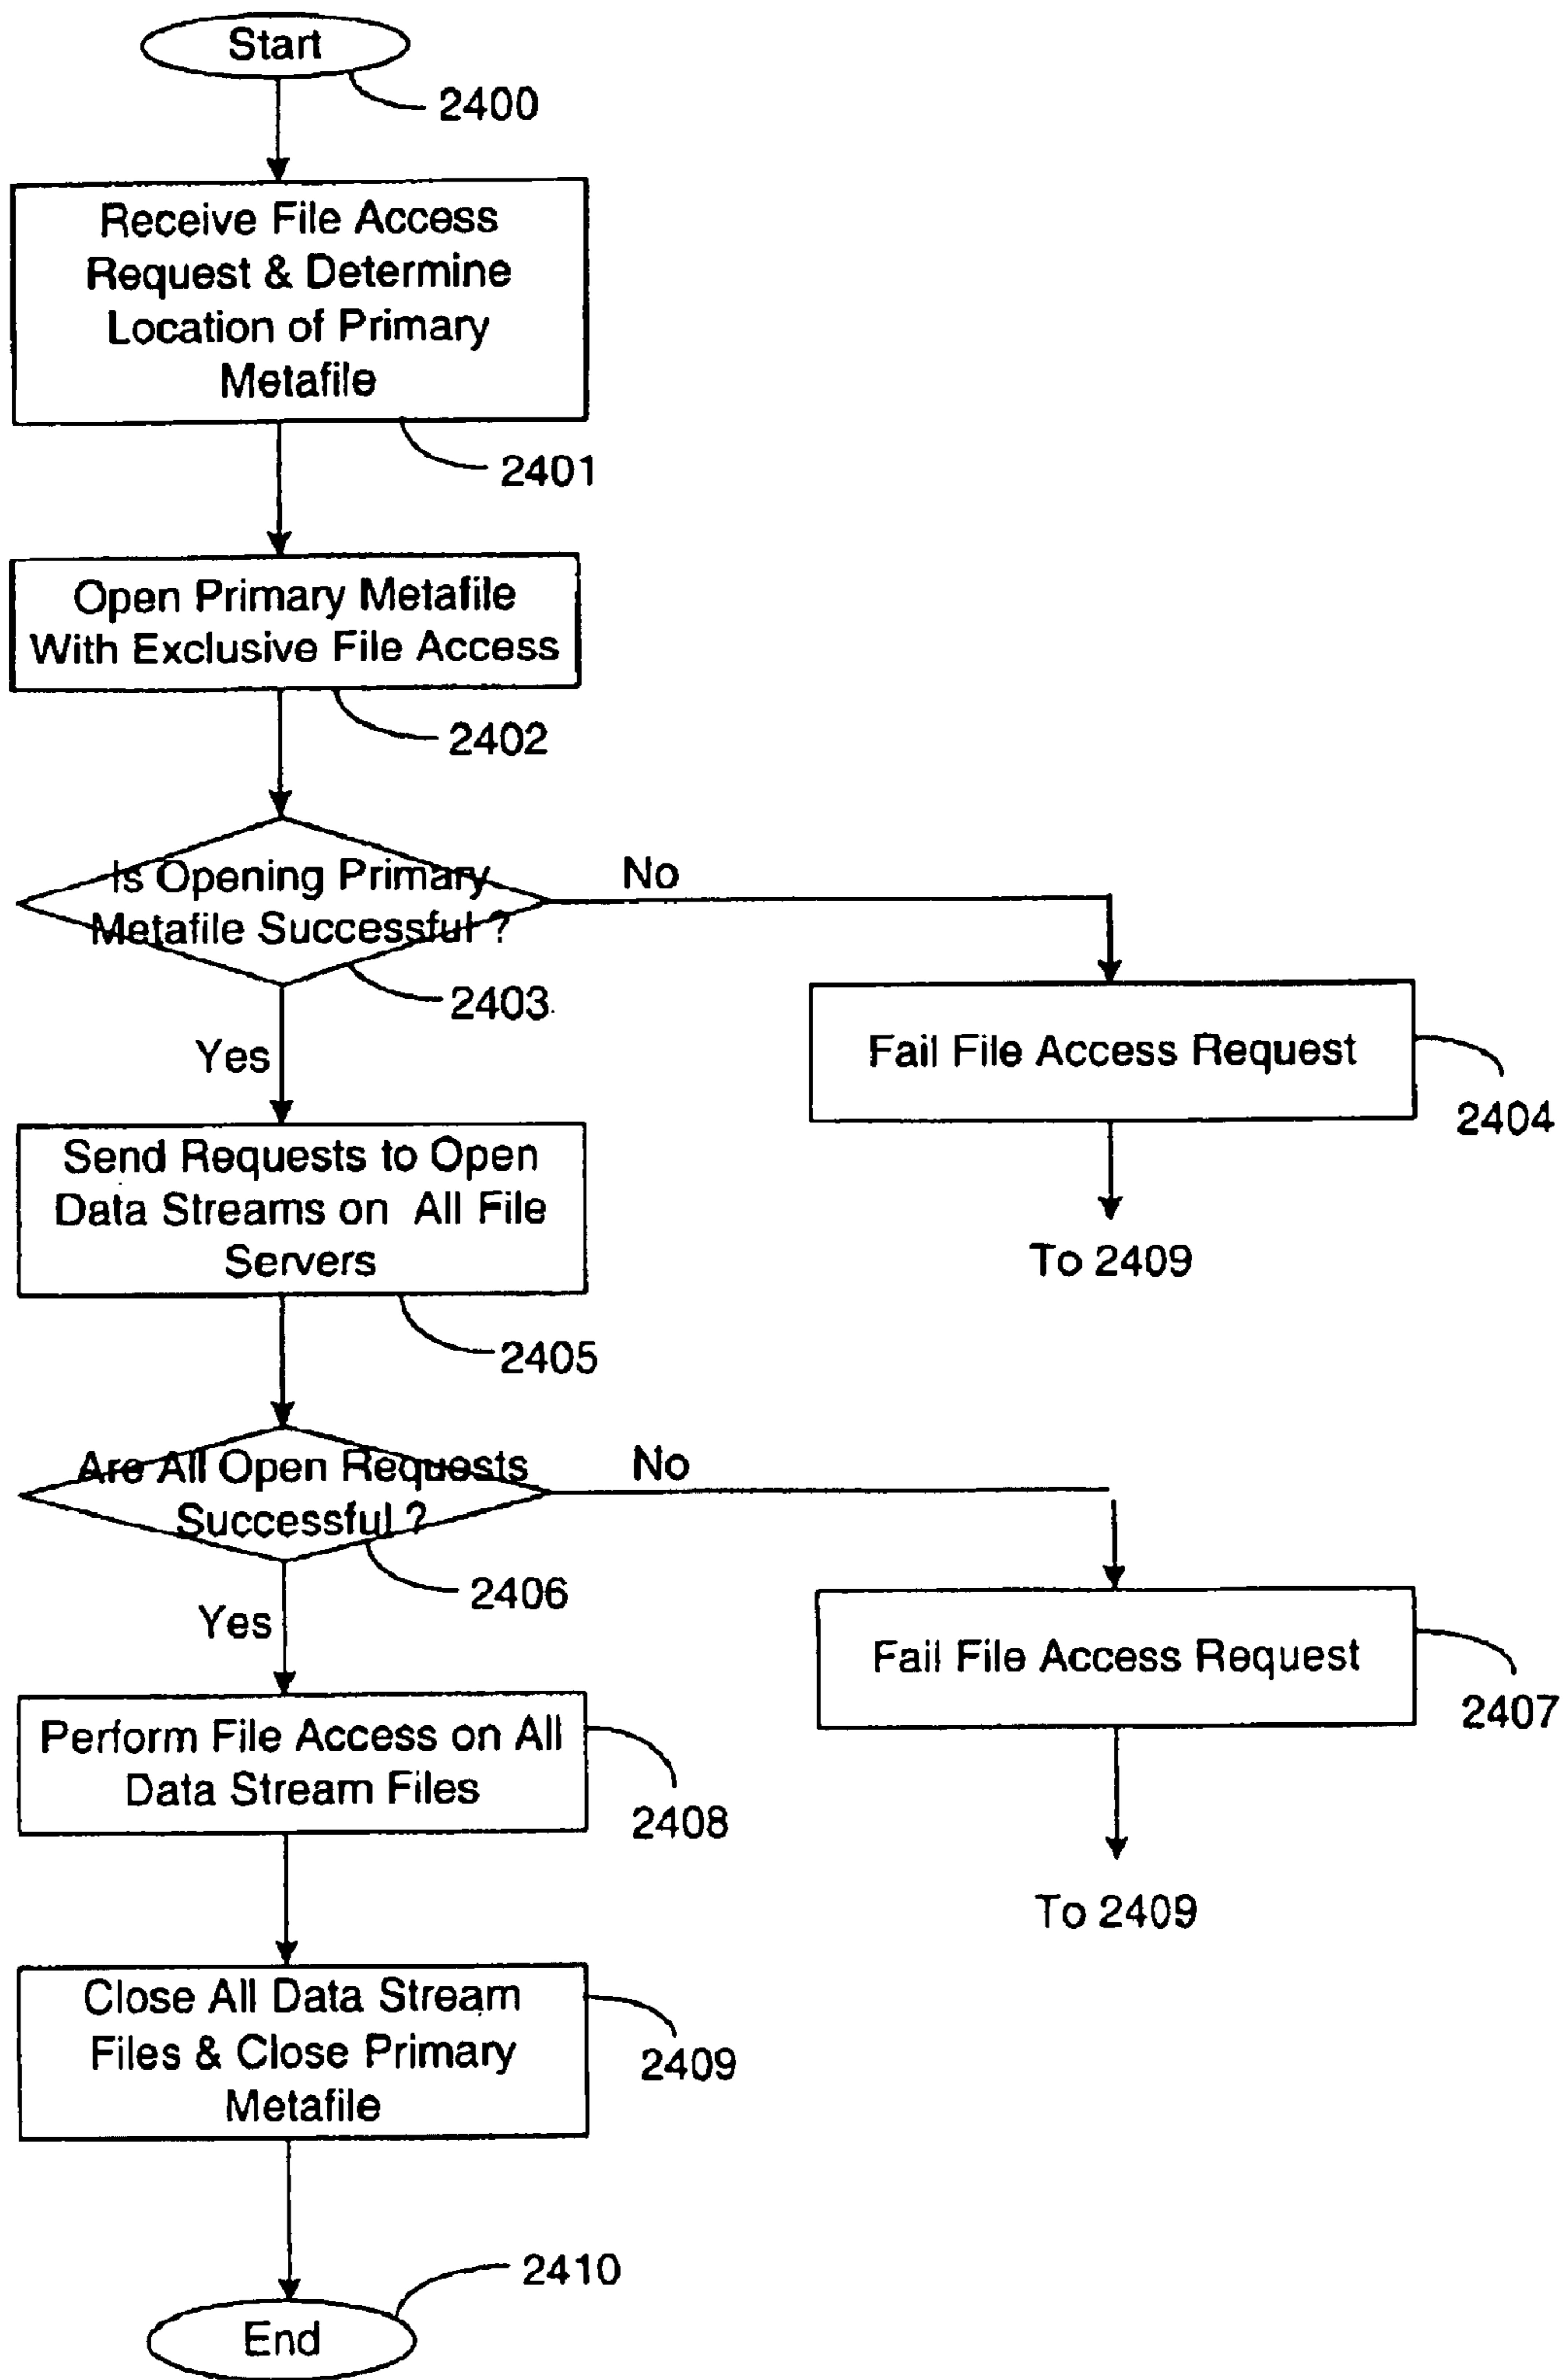 Start
2400
Receive File Access
Request & Determine
Location of Primary
Metafile
2401
Open Primary Metafile
With Exclusive File Access
2402
Is Opening Primary
Metafile Successful ?
No
2403
Yes
Fail File Access Request
2404
To 2409
Send Requests to Open
Data Streams on All File
Servers
2405
Are All Open Requests
Successful ?
No
2406
Yes
Fail File Access Request
2407
To 2409
Perform File Access on All
Data Stream Files
2408
Close All Data Stream
Files & Close Primary
Metafile
2409
2410
End